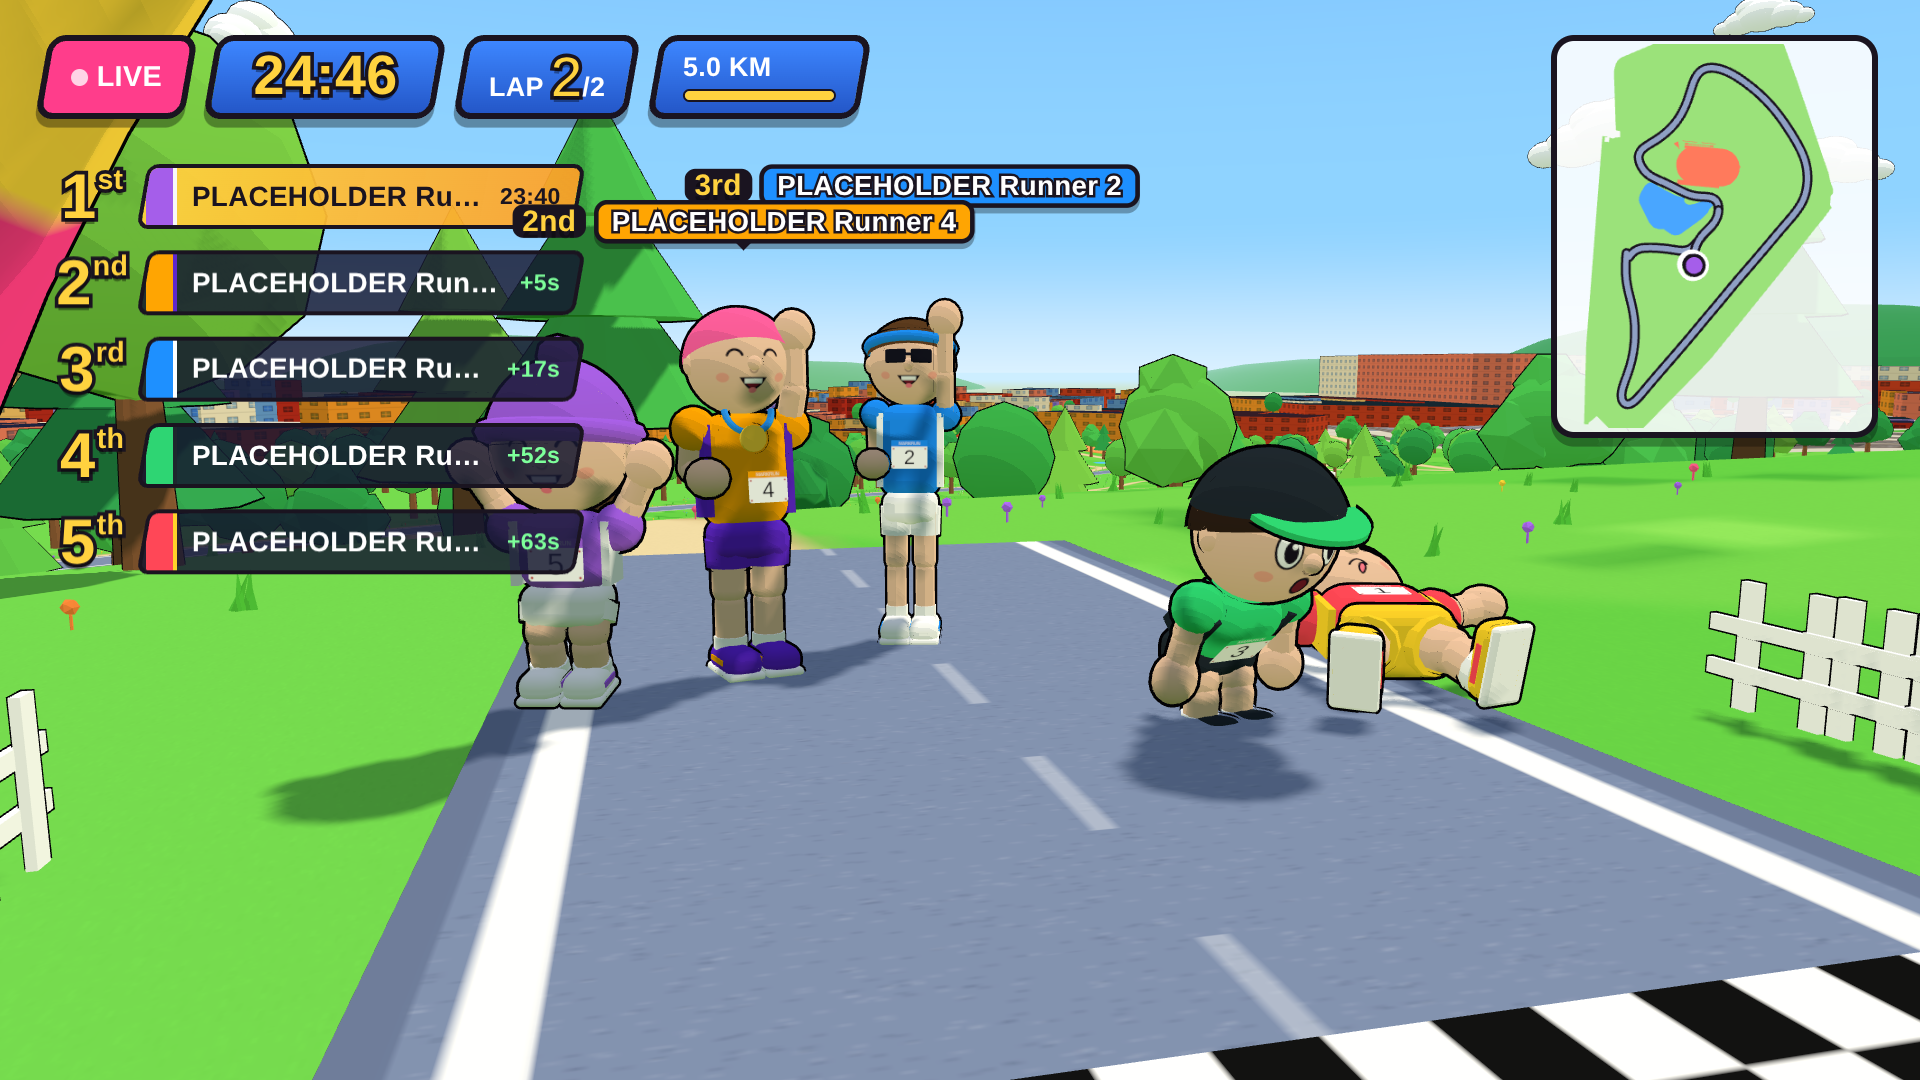 LIVE
24:46
LAP 2/2
5.0 KM
1st PLACEHOLDER Ru... 23:40
2nd PLACEHOLDER Run... +5s
3rd PLACEHOLDER Ru... +17s
4th PLACEHOLDER Ru... +52s
5th PLACEHOLDER Ru... +63s
3rd PLACEHOLDER Runner 2
2nd PLACEHOLDER Runner 4
5
4
2
3
1